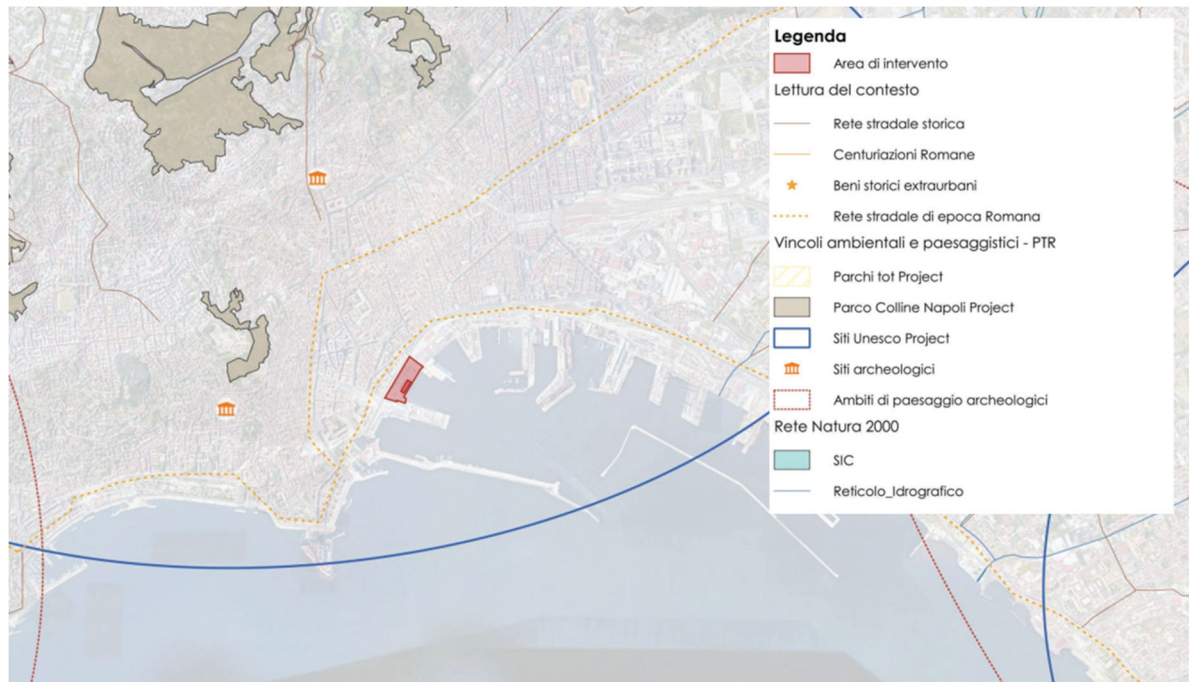 Legenda
Area di intervento
Lettura del contesto
Rete stradale storica
Centuriazioni Romane
Beni storici extraurbani
Rete stradale di epoca Romana
Vincoli ambientali e paesaggistici - PTR
Parchi tot Project
Parco Colline Napoli Project
Siti Unesco Project
Siti archeologici
Ambiti di paesaggio archeologici
Rete Natura 2000
SIC
Reticolo_Idrografico